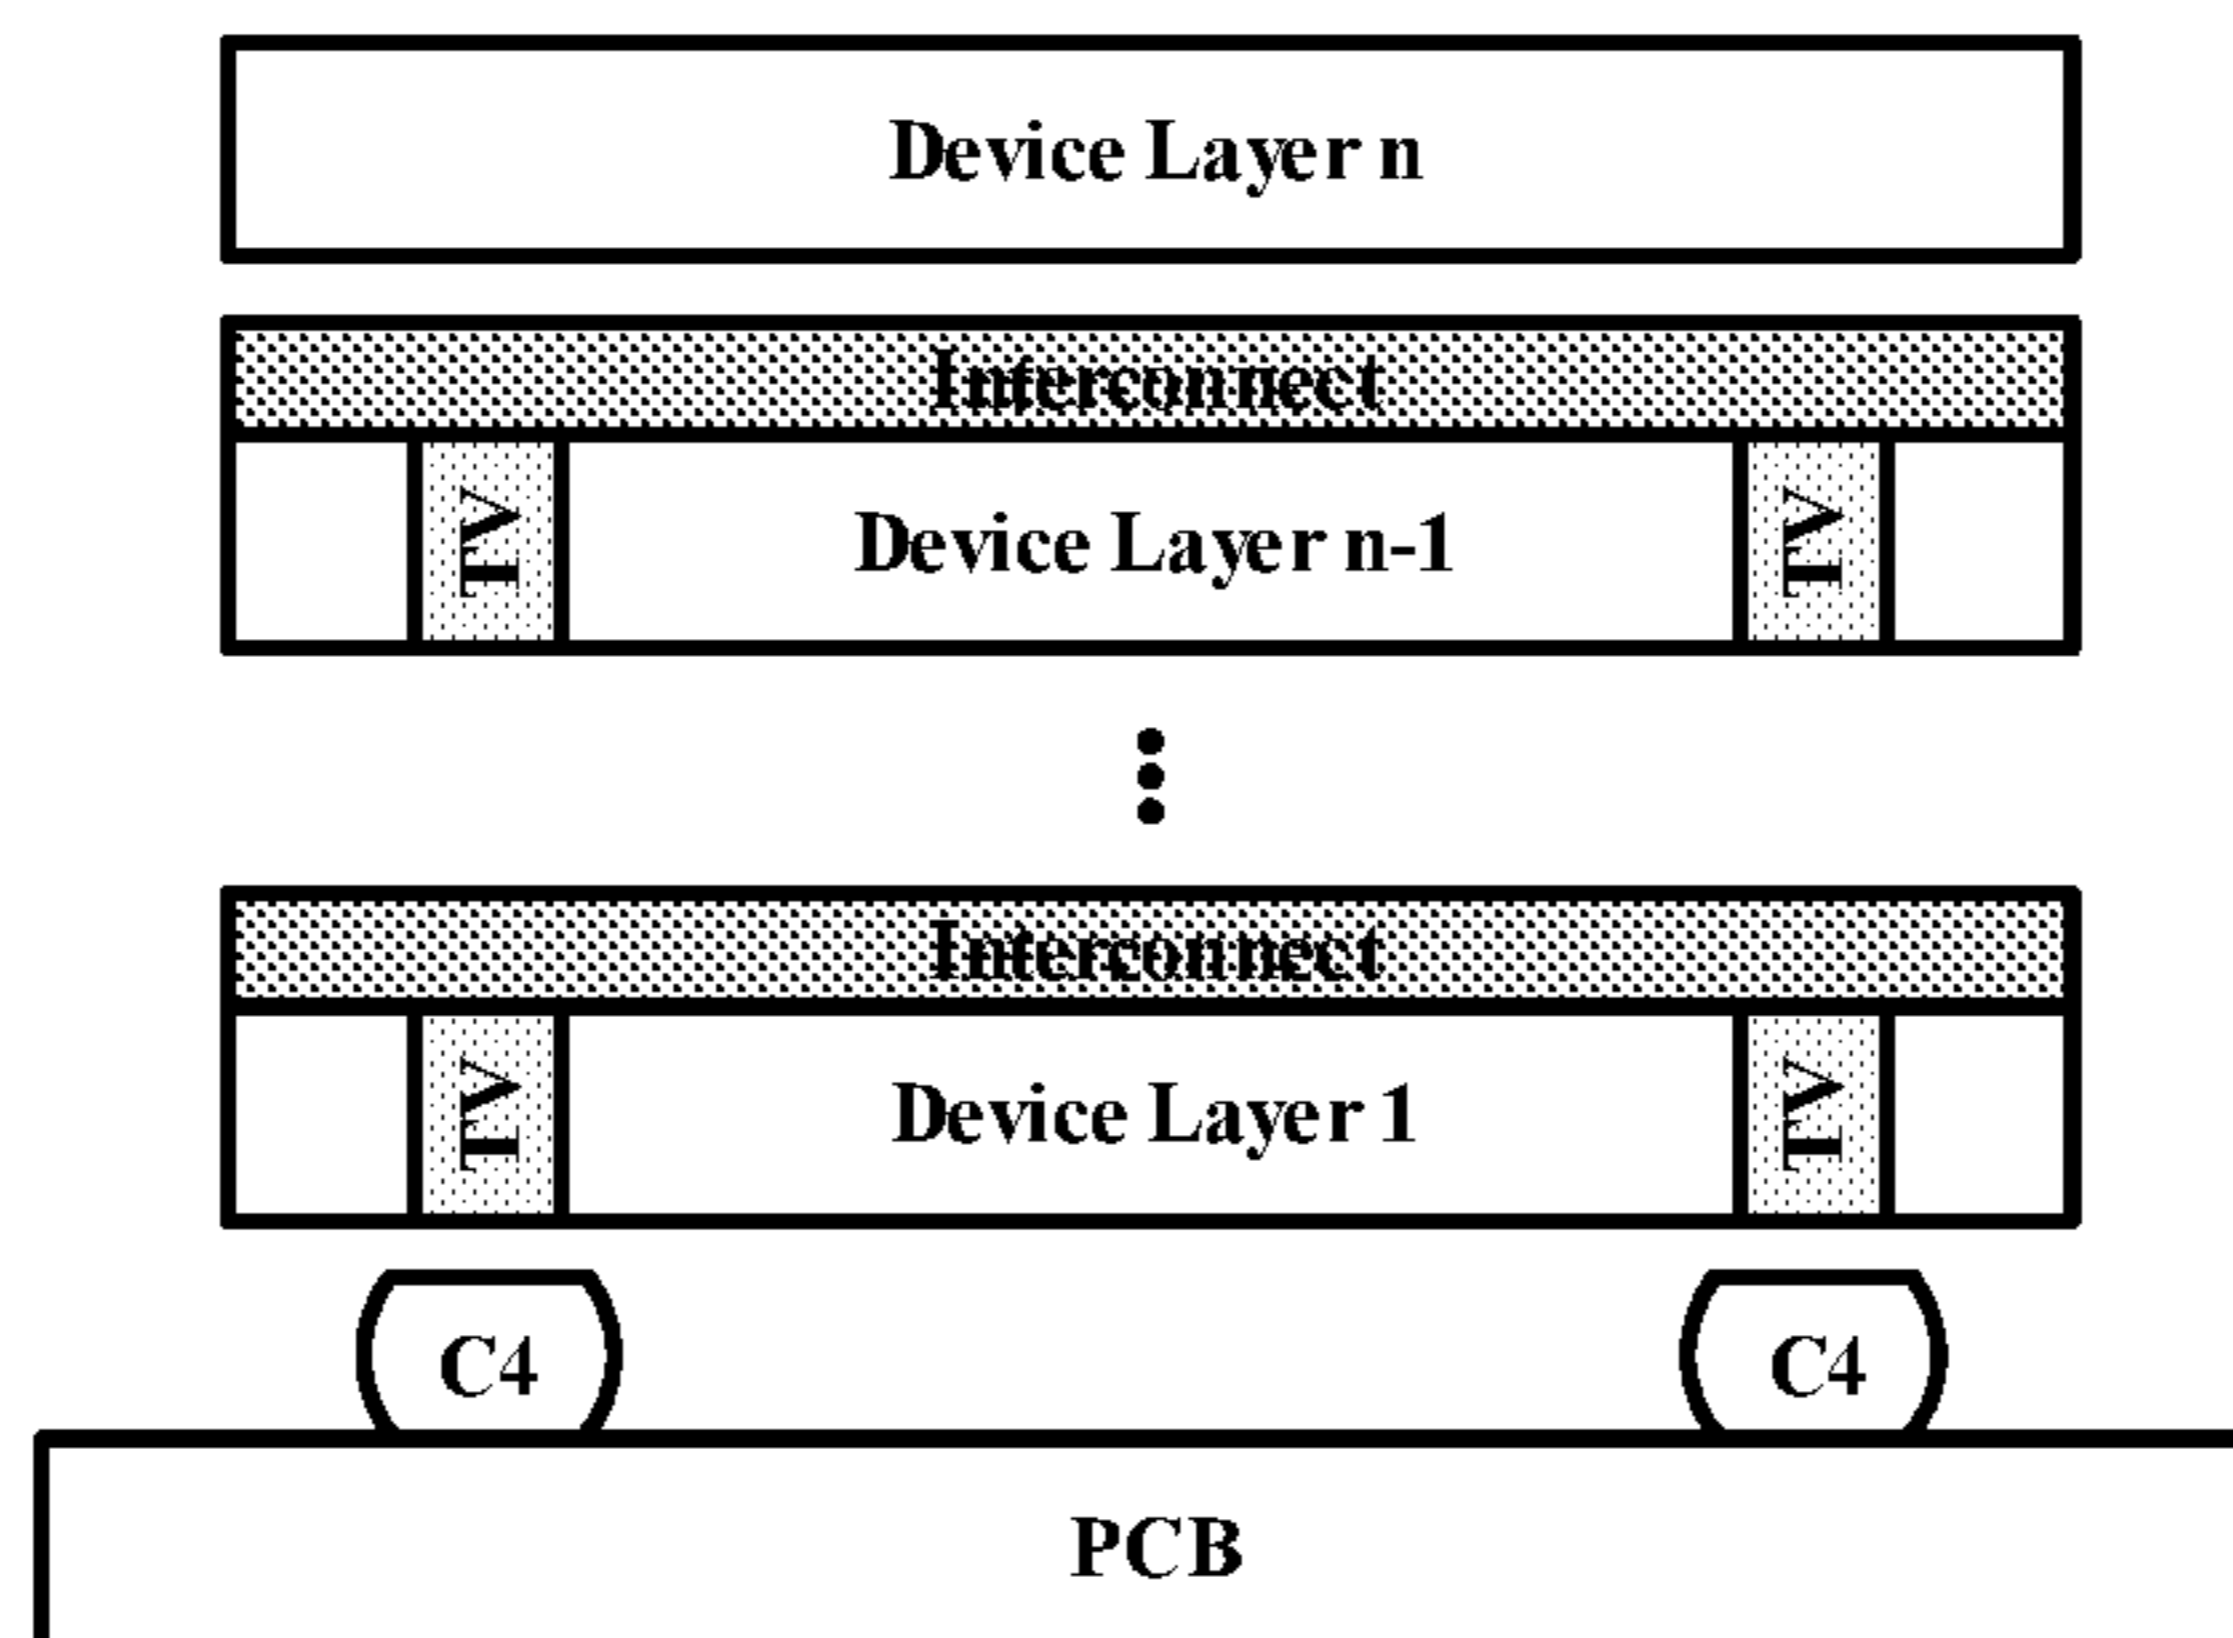 Device Layer n
Interconnect
TV Device Layer n-1 TV
Interconnect
TV Device Layer 1 TV
C4 C4
PCB